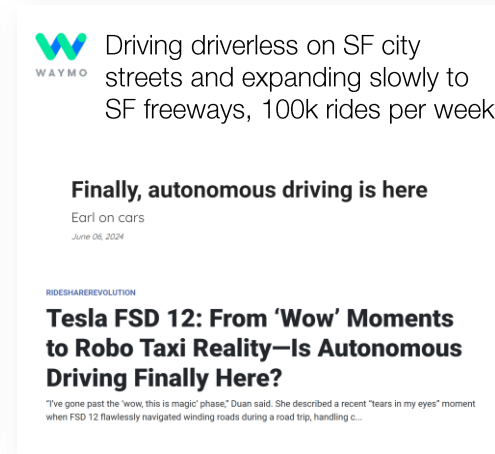 WAYMO
Driving driverless on SF city
streets and expanding slowly to
SF freeways, 100k rides per week
Finally, autonomous driving is here
Earl on cars
June 06, 2024
RIDESHAREREVOLUTION
Tesla FSD 12: From ‘Wow’ Moments
to Robo Taxi Reality—Is Autonomous
Driving Finally Here?
“I’ve gone past the ‘wow, this is magic’ phase,” Duan said. She described a recent “tears in my eyes” moment
when FSD 12 flawlessly navigated winding roads during a road trip, handling c...